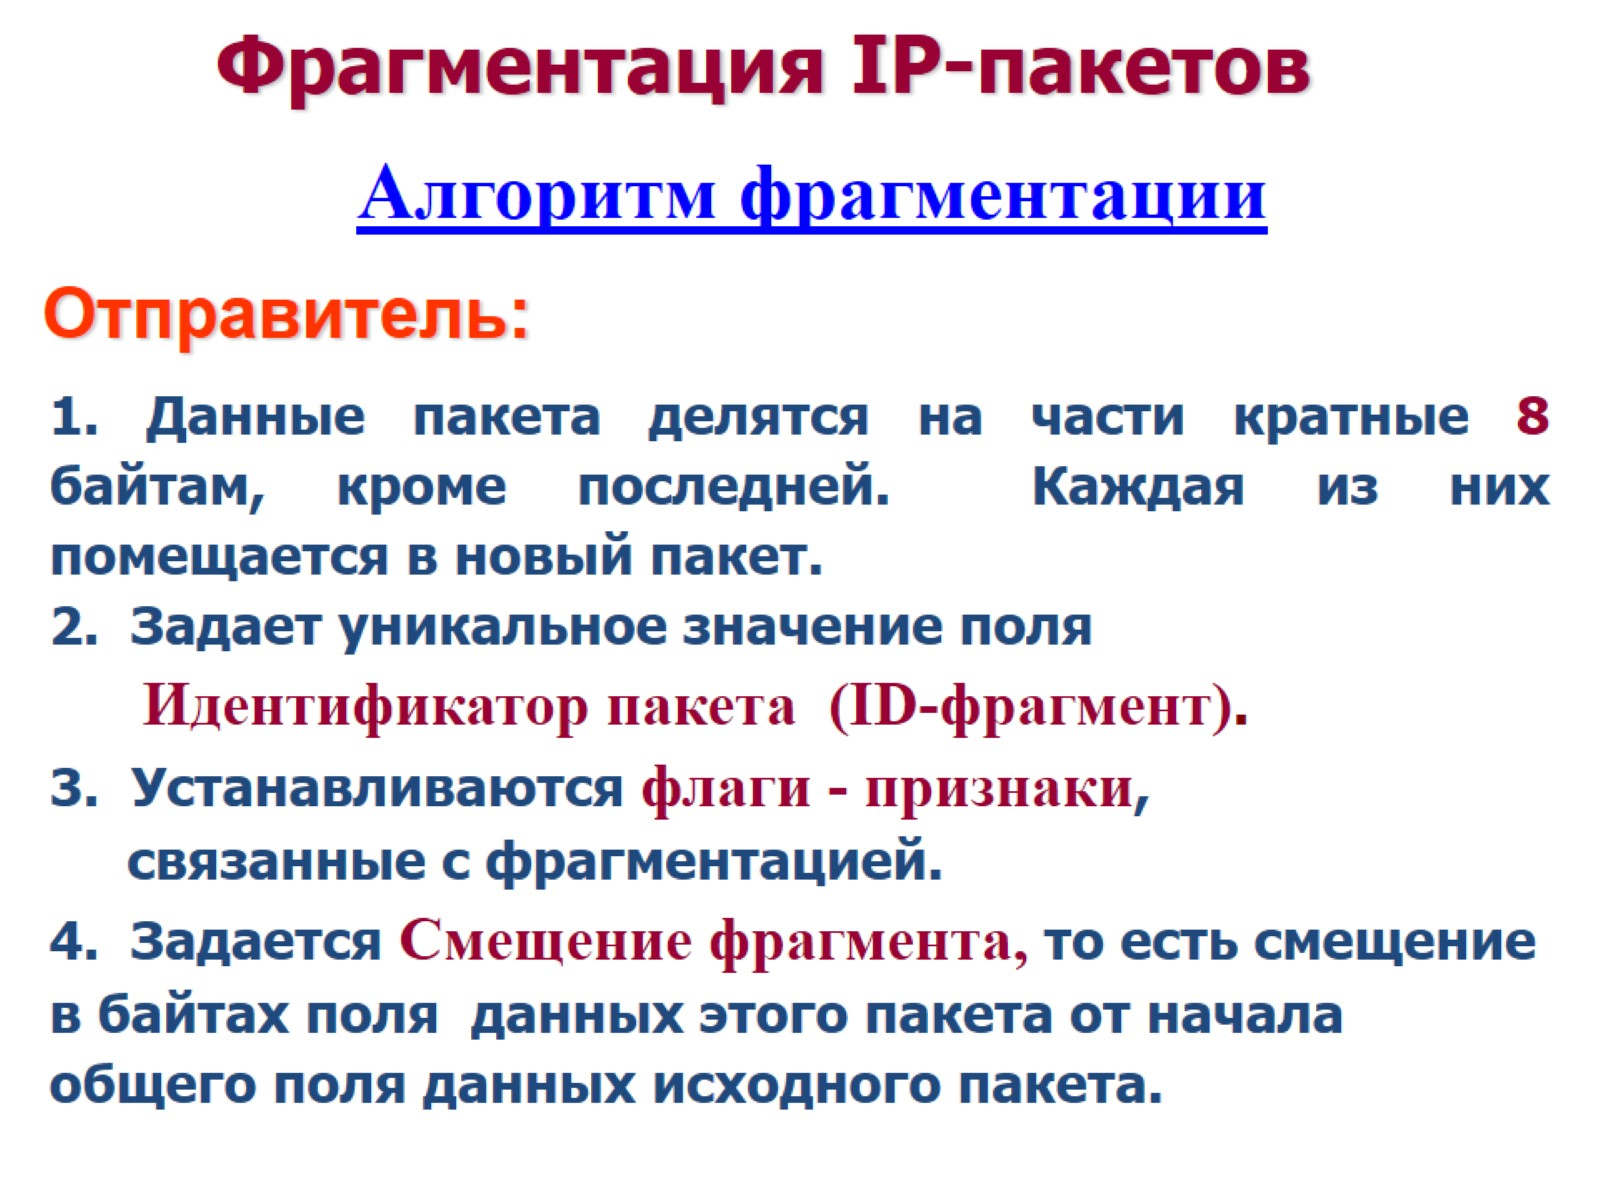 Фрагментация IP-пакетов
Алгоритм фрагментации
Отправитель:
1. Данные пакета делятся на части кратные 8
байтам, кроме последней. Каждая из них
помещается в новый пакет.
2. Задает уникальное значение поля
Идентификатор пакета (ID-фрагмент).
3. Устанавливаются флаги - признаки,
связанные с фрагментацией.
4. Задается Смещение фрагмента, то есть смещение
в байтах поля данных этого пакета от начала
общего поля данных исходного пакета.